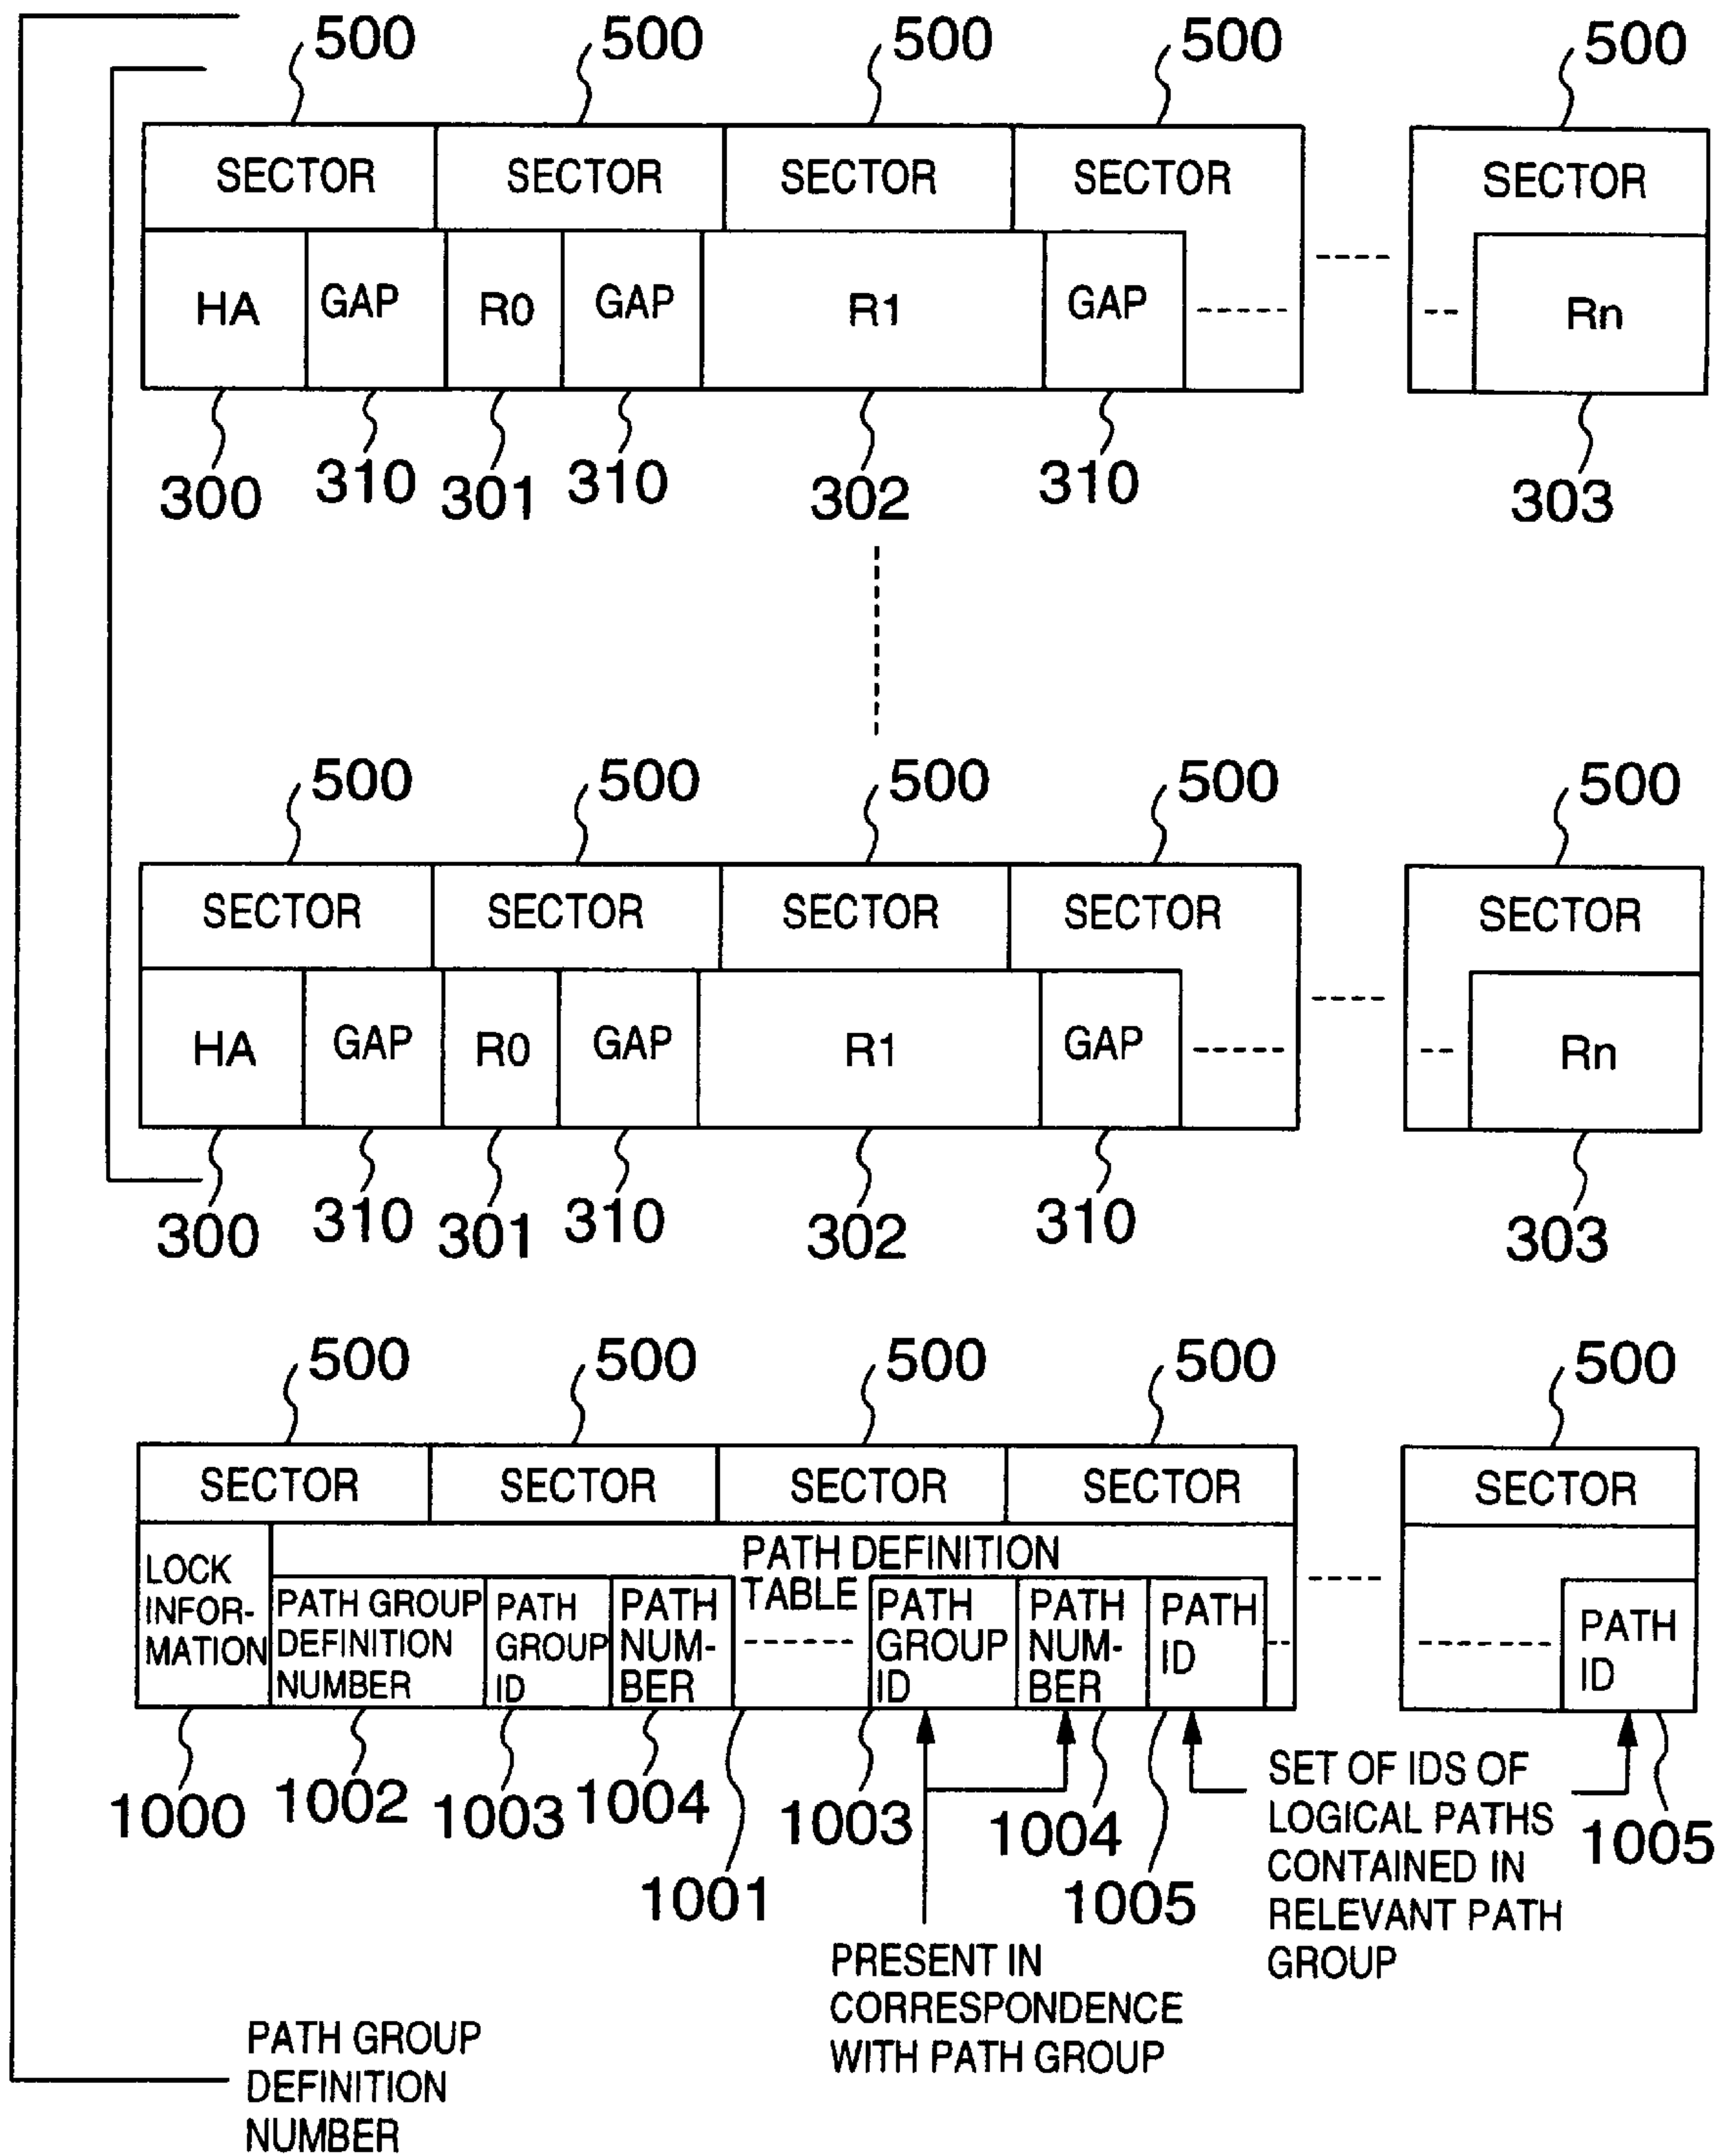 500 500 500 500 500
SECTOR SECTOR SECTOR SECTOR SECTOR
HA GAP R0 GAP R1 GAP Rn
300 310 301 310 302 310 303
500 500 500 500 500
SECTOR SECTOR SECTOR SECTOR SECTOR
HA GAP R0 GAP R1 GAP Rn
300 310 301 310 302 310 303
500 500 500 500 500
SECTOR SECTOR SECTOR SECTOR SECTOR
LOCK
INFOR-
MATION
PATH DEFINITION
TABLE
PATH GROUP
DEFINITION
NUMBER
PATH
GROUP
ID
PATH
NUM-
BER
PATH
GROUP
ID
PATH
NUM-
BER
PATH
ID
PATH
ID
1000 1002 1003 1004 1001 1003 1004 1005 1005
SET OF IDS OF
LOGICAL PATHS
CONTAINED IN
RELEVANT PATH
GROUP
PRESENT IN
CORRESPONDENCE
WITH PATH GROUP
PATH GROUP
DEFINITION
NUMBER